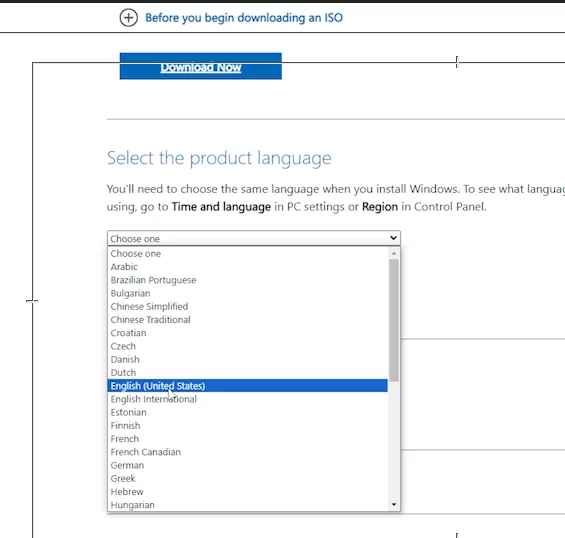 Before you begin downloading an ISO
Download Now
Select the product language
You'll need to choose the same language when you install Windows. To see what
using, go to Time and language in PC settings or Region in Control Panel.
Choose one
Choose one
Arabic
Brazilian Portuguese
Bulgarian
Chinese Simplified
Chinese Traditional
Croatian
Czech
Danish
Dutch
English (United States)
English International
Estonian
Finnish
French
French Canadian
German
Greek
Hebrew
Hungarian